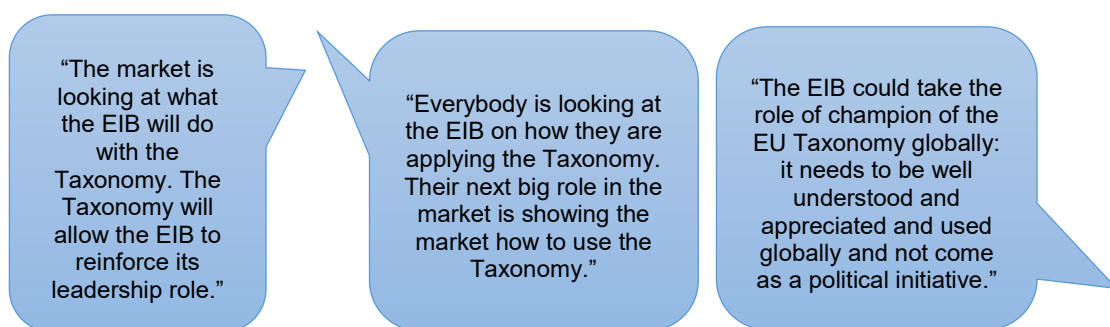 “The market is
looking at what
the EIB will do
with the
Taxonomy. The
Taxonomy will
allow the EIB to
reinforce its
leadership role.”
“Everybody is looking at
the EIB on how they are
applying the Taxonomy.
Their next big role in the
market is showing the
market how to use the
Taxonomy.”
“The EIB could take the
role of champion of the
EU Taxonomy globally:
it needs to be well
understood and
appreciated and used
globally and not come
as a political initiative.”